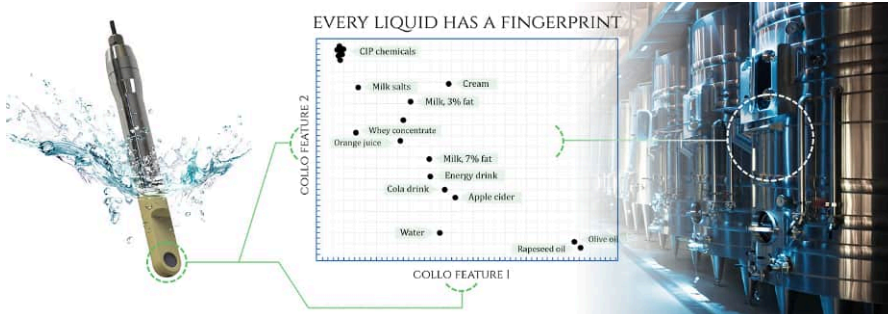 EVERY LIQUID HAS A FINGERPRINT
CIP chemicals
Milk salts
Cream
Milk, 3% fat
Whey concentrate
Orange juice
Milk, 7% fat
Energy drink
Cola drink
Apple cider
Water
Olive oil
Rapeseed oil
COLLO FEATURE 2
COLLO FEATURE 1